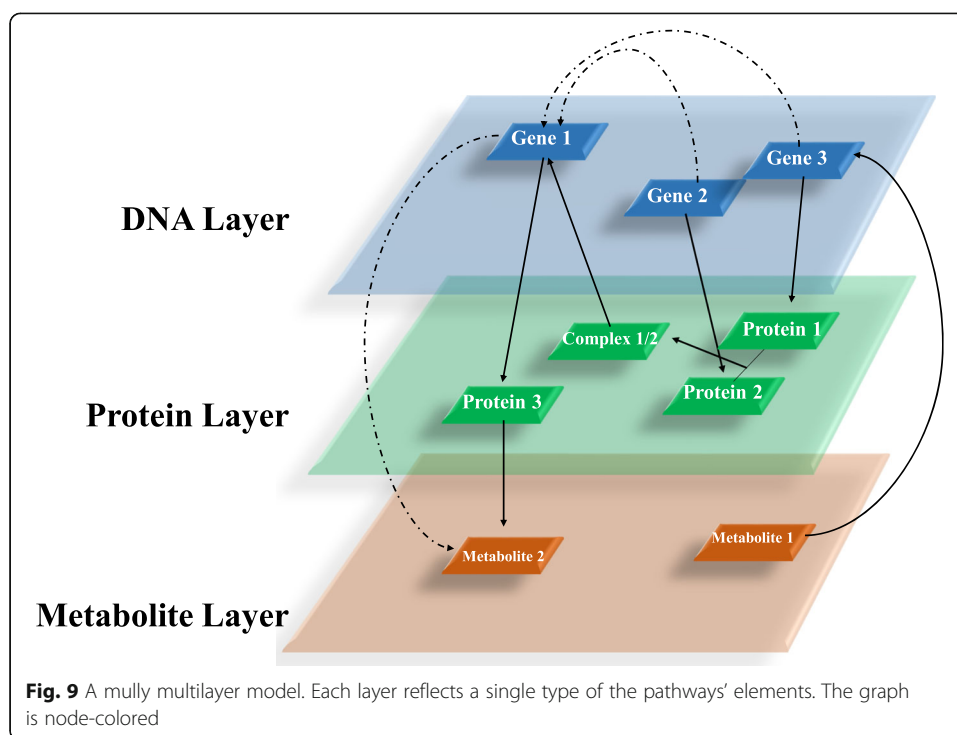 Gene 1
Gene 3
Gene 2
DNA Layer
Protein 1
Complex 1/2
Protein 2
Protein 3
Protein Layer
Metabolite 1
Metabolite 2
Metabolite Layer
Fig. 9 A mully multilayer model. Each layer reflects a single type of the pathways’ elements. The graph
is node-colored